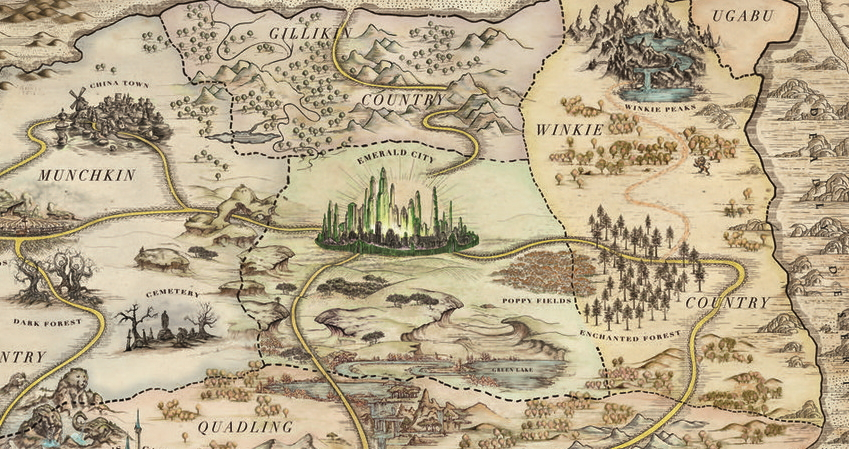 UGABU
GILLIKIN
CHINA TOWN
COUNTRY
WINKIE PEAKS
WINKIE
EMERALD CITY
MUNCHKIN
CEMETERY
POPPY FIELDS
COUNTRY
DARK FOREST
ENCHANTED FOREST
NTRY
GREEN LAKE
QUADLING